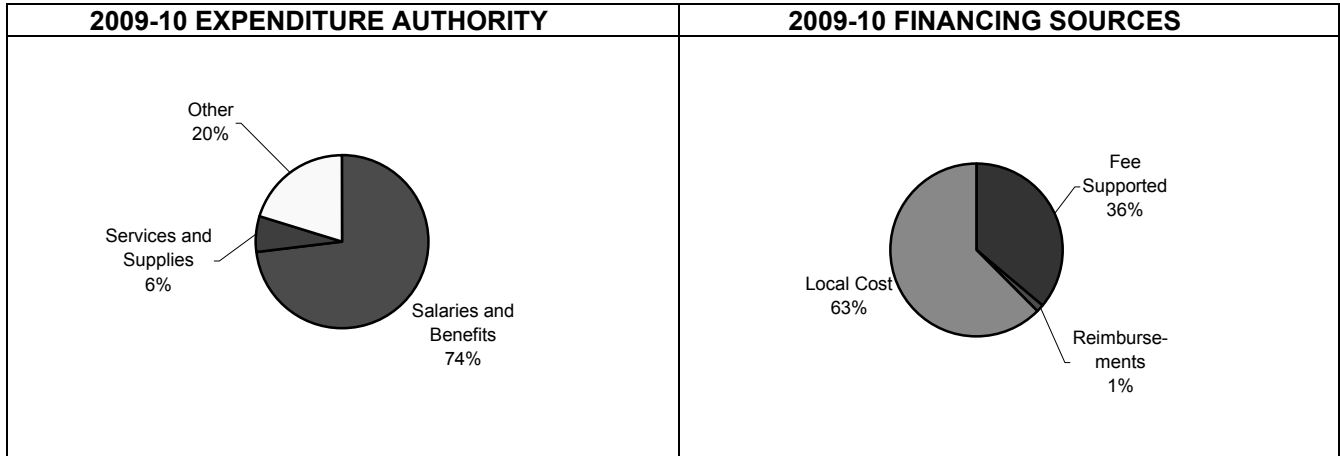 2009-10 EXPENDITURE AUTHORITY
Other
20%
Services and
Supplies
6%
Salaries and
Benefits
74%
2009-10 FINANCING SOURCES
Fee
Supported
36%
Local Cost
63%
Reimburse-
ments
1%